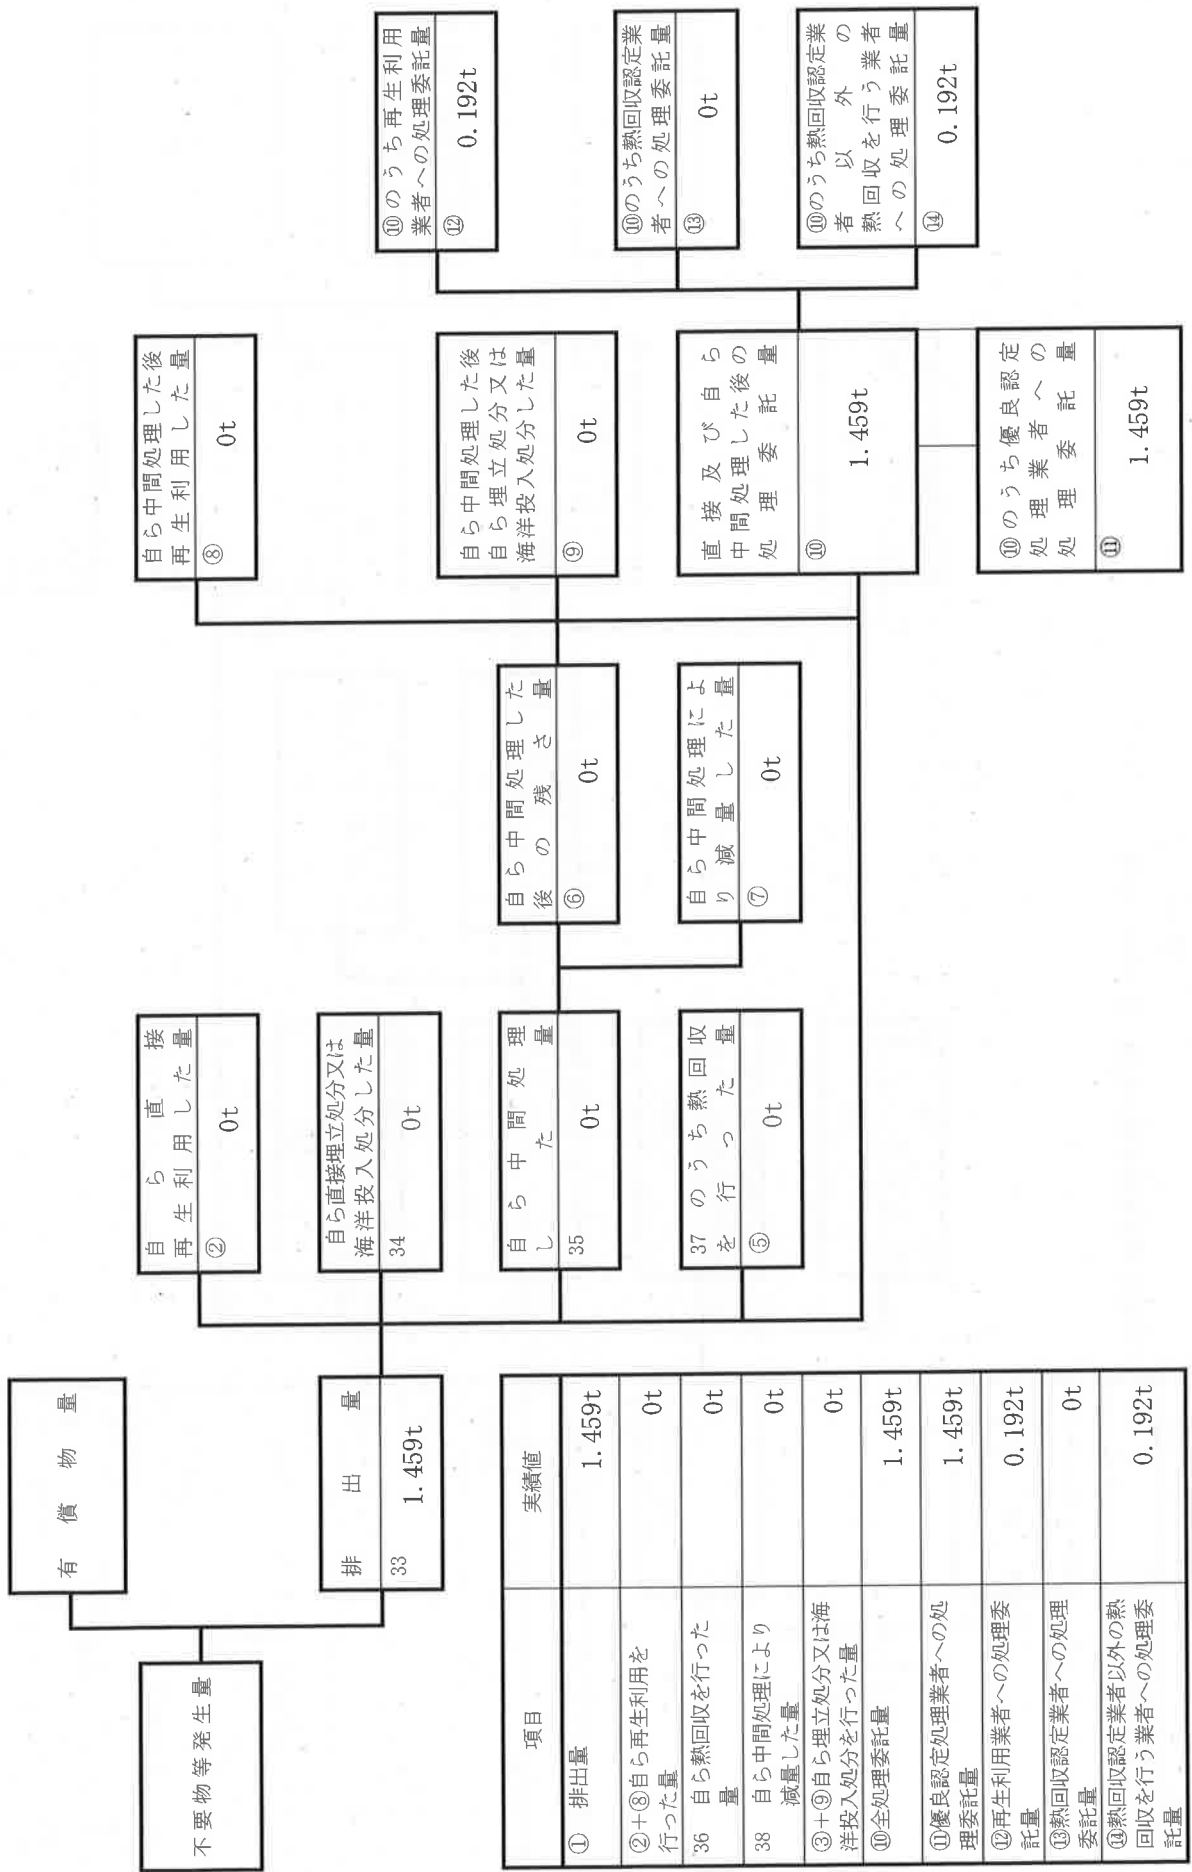 不要物等発生量
有償物量
排出量
33
1.459t
自ら直接
再生利用した量
②
0t
自ら直接埋立処分又は
海洋投入処分した量
34
0t
自ら中間処理
した量
35
0t
37 のうち熱回収
を行った量
⑤
0t
自ら中間処理した
後の残さ量
⑥
0t
自ら中間処理によ
り減量した量
⑦
0t
自ら中間処理した後
再生利用した量
⑧
0t
自ら中間処理した後
自ら埋立処分又は
海洋投入処分した量
⑨
0t
直接及び自ら
中間処理した後の
処理委託量
⑩
1.459t
⑩のうち優良認定
処理業者への
処理委託量
⑪
1.459t
⑩のうち再生利用
業者への処理委託量
⑫
0.192t
⑩のうち熱回収認定業
者への処理委託量
⑬
0t
⑩のうち熱回収認定業
者以外の
熱回収を行う業者
への処理委託量
⑭
0.192t
項目
実績値
① 排出量
1.459t
②+⑧自ら再生利用を
行った量
0t
36 自ら熱回収を行った
量
0t
38 自ら中間処理により
減量した量
0t
③+⑨自ら埋立処分又は海
洋投入処分を行った量
0t
⑩全処理委託量
1.459t
⑪優良認定処理業者への処
理委託量
1.459t
⑫再生利用業者への処理委
託量
0.192t
⑬熱回収認定業者への処理
委託量
0t
⑭熱回収認定業者以外の熱
回収を行う業者への処理委
託量
0.192t